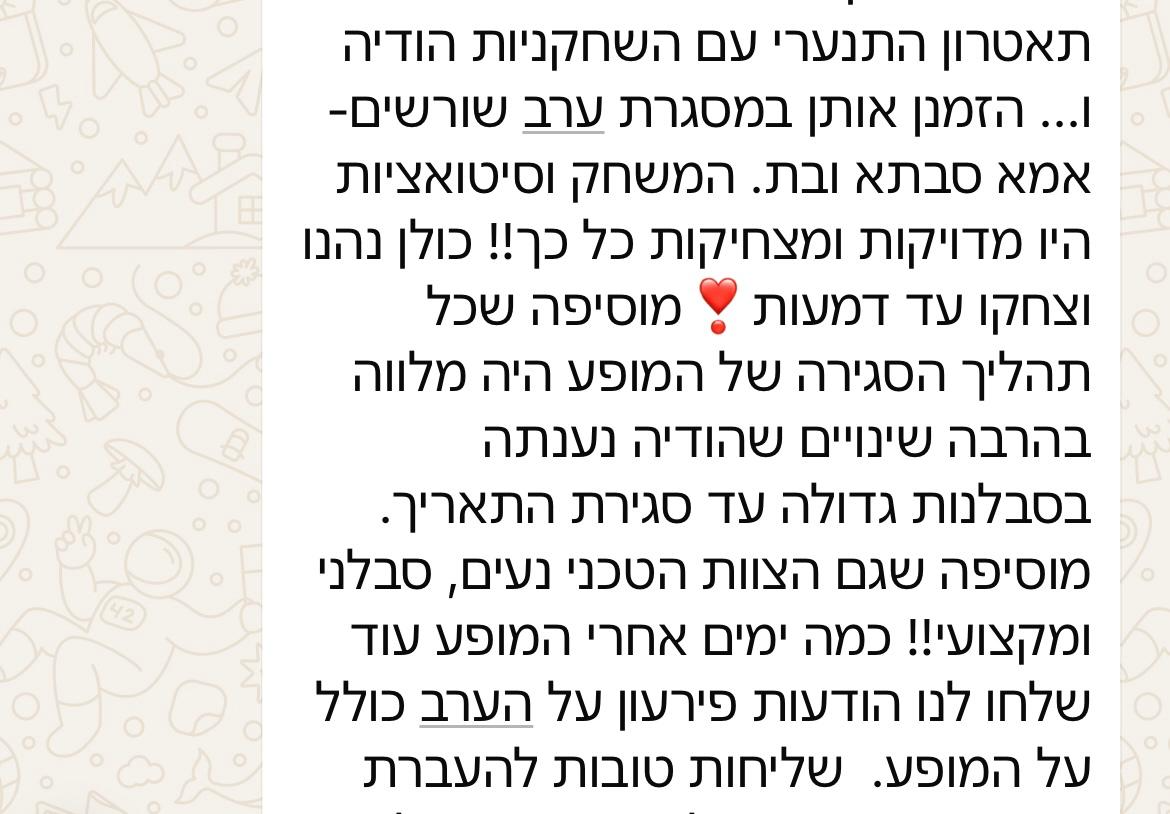 תאטרון התנערי עם השחקניות הודיה
ו... הזמנן אותן במסגרת ערב שורשים-
אמא סבתא ובת. המשחק וסיטואציות
היו מדויקות ומצחיקות כל כך!! כולן נהנו
וצחקו עד דמעות ❣️ מוסיפה שכל
תהליך הסגירה של המופע היה מלווה
בהרבה שינויים שהודיה נענתה
בסבלנות גדולה עד סגירת התאריך.
מוסיפה שגם הצוות הטכני נעים, סבלני
ומקצועי!! כמה ימים אחרי המופע עוד
שלחו לנו הודעות פירעון על הערב כולל
על המופע.  שליחות טובות להעברת